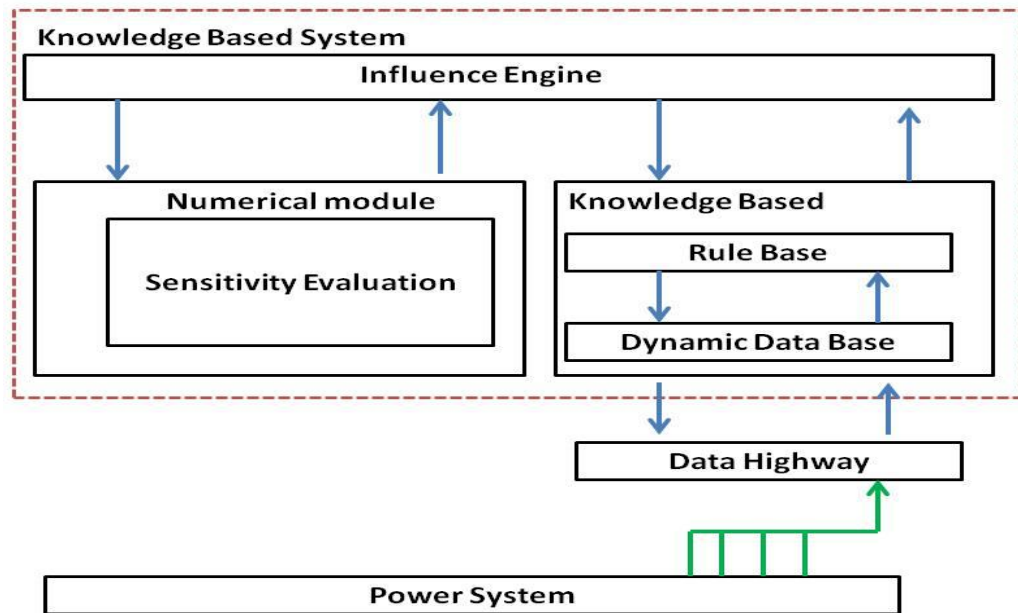 Knowledge Based System
Influence Engine
Numerical module
Sensitivity Evaluation
Knowledge Based
Rule Base
Dynamic Data Base
Data Highway
Power System